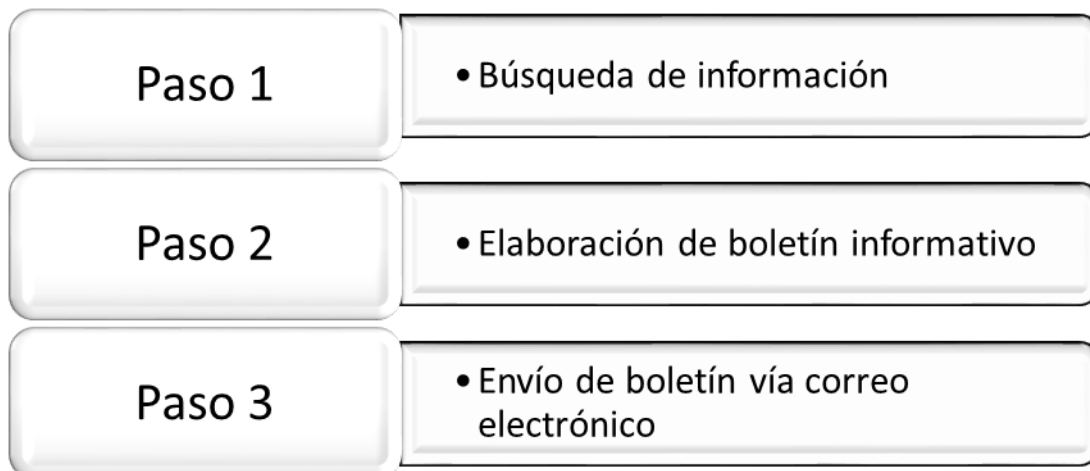 Paso 1
• Búsqueda de información
Paso 2
• Elaboración de boletín informativo
Paso 3
• Envío de boletín vía correo
electrónico